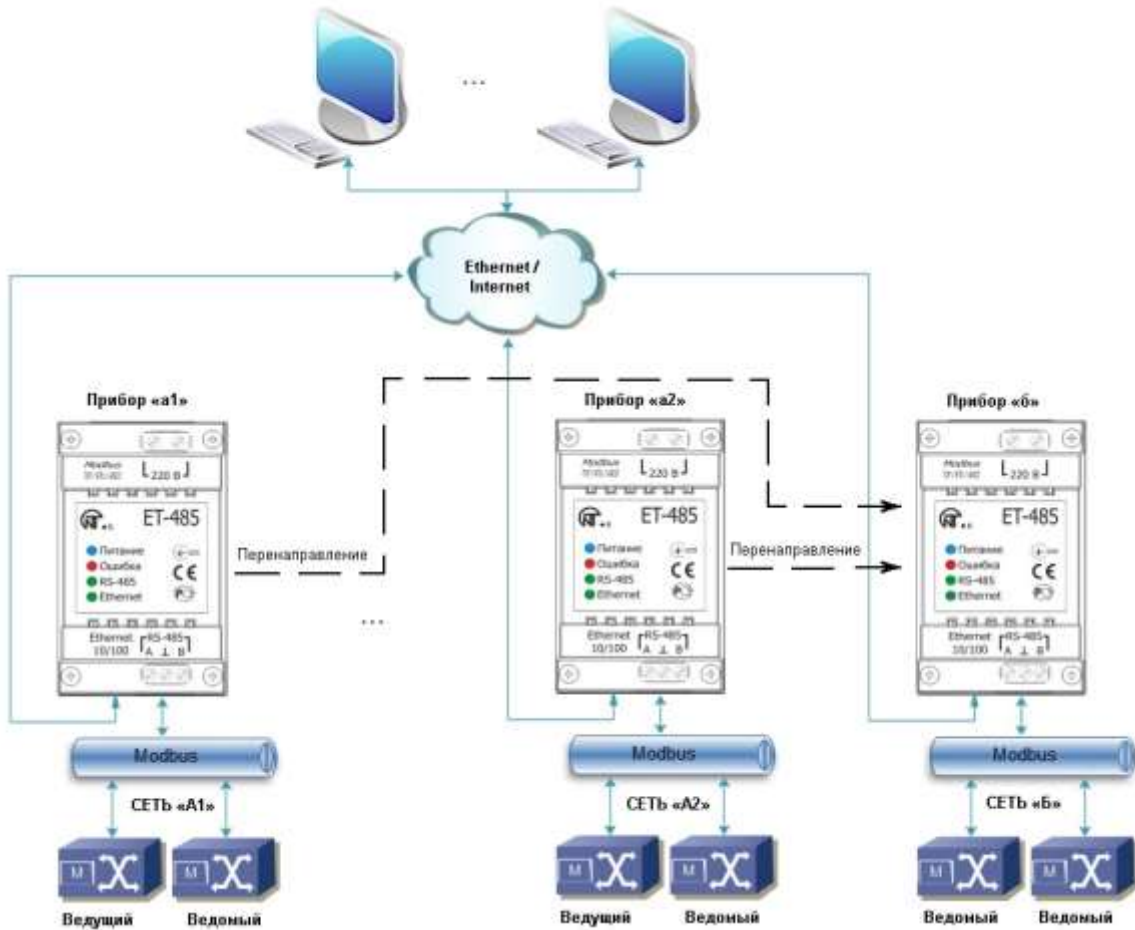 ...
Ethernet /
Internet
Прибор «а1»
Прибор «а2»
Прибор «б»
Modbus
220 В
ET-485
Питание
Ошибка
RS-485
Ethernet
CE
Ethernet
10/100
RS-485
A ⊥ B
Modbus
220 В
ET-485
Питание
Ошибка
RS-485
Ethernet
CE
Ethernet
10/100
RS-485
A ⊥ B
Modbus
220 В
ET-485
Питание
Ошибка
RS-485
Ethernet
CE
Ethernet
10/100
RS-485
A ⊥ B
Перенаправление
Перенаправление
...
Modbus
Modbus
Modbus
СЕТЬ «А1»
СЕТЬ «А2»
СЕТЬ «Б»
M
M
M
M
M
M
Ведущий
Ведомый
Ведущий
Ведомый
Ведомый
Ведомый